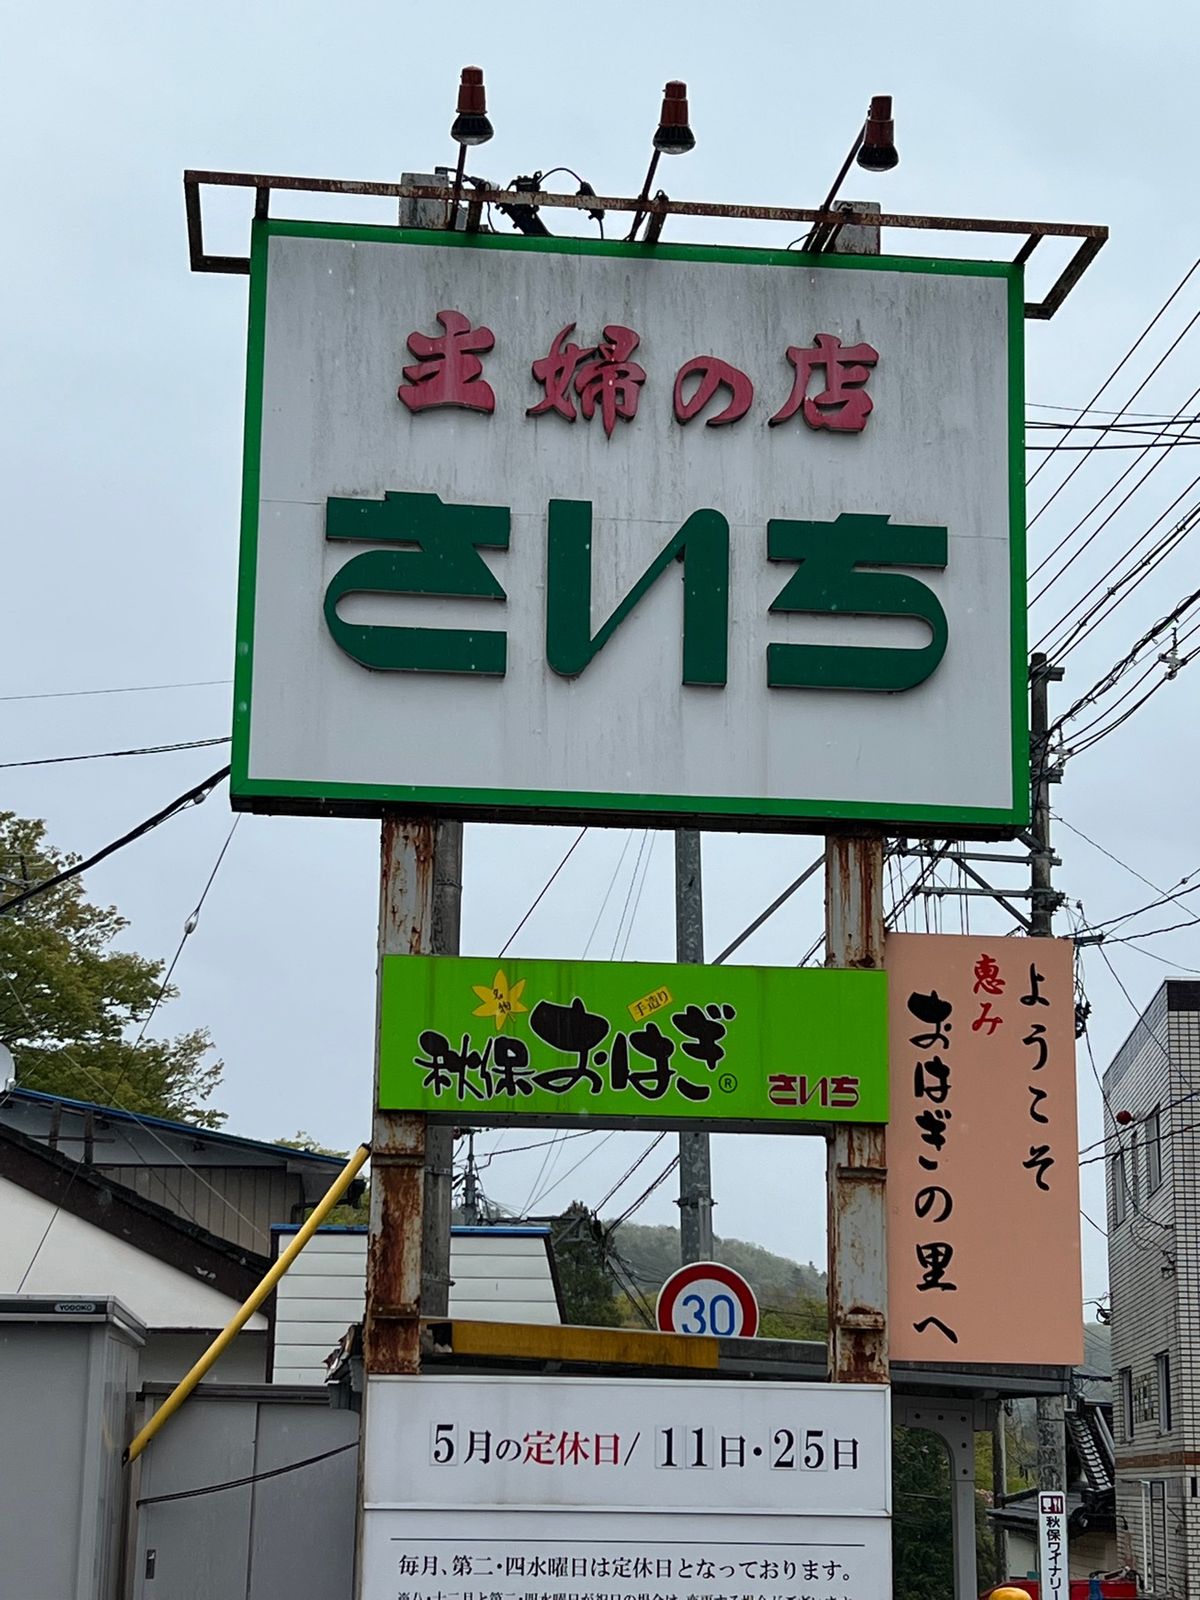 主婦の店
さいち
名物
手造り
秋保おはぎ®
さいち
ようこそ
恵み
おはぎの里へ
30
5月の定休日/ 11日・25日
毎月、第二・四水曜日は定休日となっております。
YODOKO
秋保ワイナリー